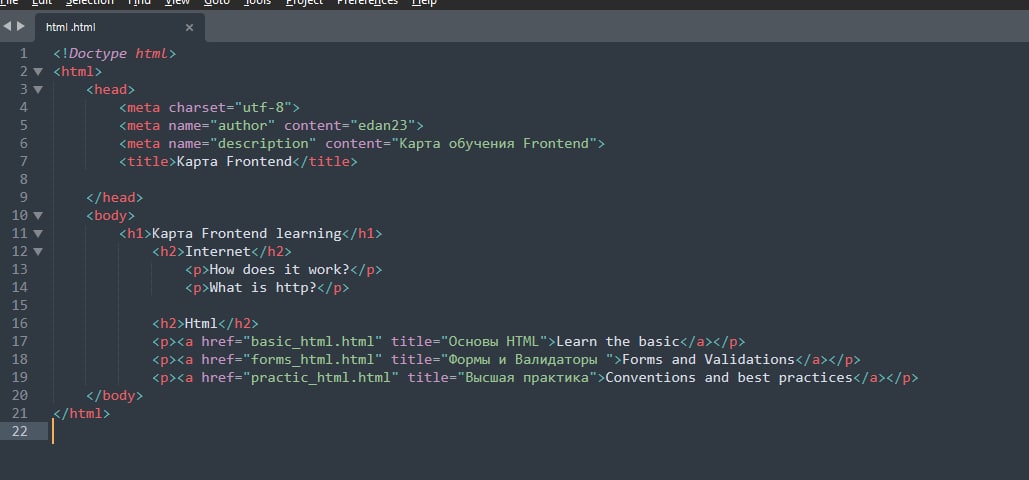 File Edit Selection Find View Goto Tools Project Preferences Help
html .html ×
1 <!Doctype html>
2 <html>
3 <head>
4 <meta charset="utf-8">
5 <meta name="author" content="edan23">
6 <meta name="description" content="Карта обучения Frontend">
7 <title>Карта Frontend</title>
8
9 </head>
10 <body>
11 <h1>Карта Frontend learning</h1>
12 <h2>Internet</h2>
13 <p>How does it work?</p>
14 <p>What is http?</p>
15
16 <h2>Html</h2>
17 <p><a href="basic_html.html" title="Основы HTML">Learn the basic</a></p>
18 <p><a href="forms_html.html" title="Формы и Валидаторы ">Forms and Validations</a></p>
19 <p><a href="practic_html.html" title="Высшая практика">Conventions and best practices</a></p>
20 </body>
21 </html>
22